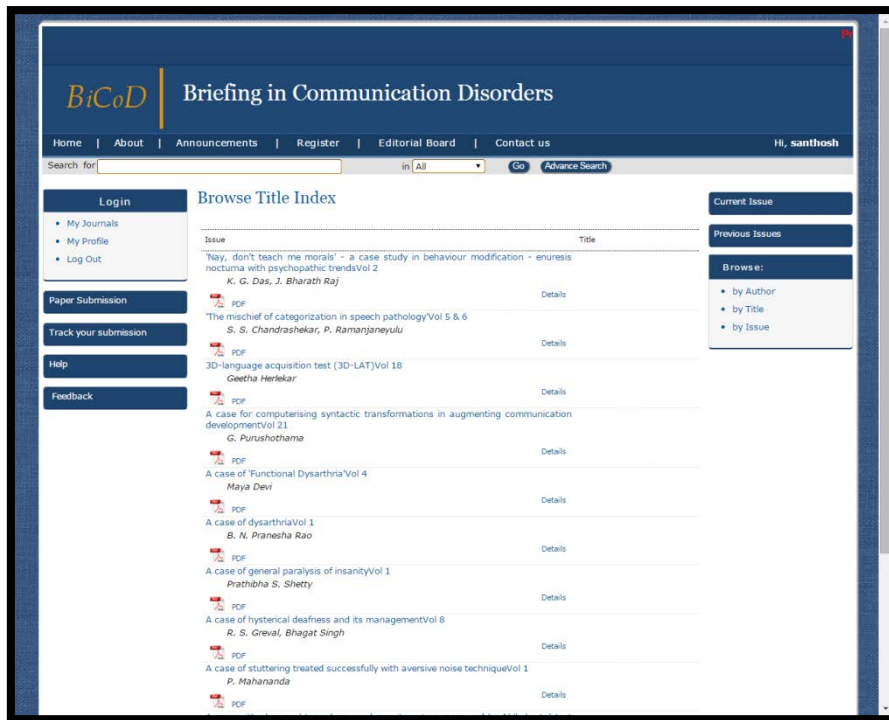 Pr
BiCoD
Briefing in Communication Disorders
Home | About | Announcements | Register | Editorial Board | Contact us
Hi, santhosh
Search for
in All
Go
Advance Search
Login
• My Journals
• My Profile
• Log Out
Paper Submission
Track your submission
Help
Feedback
Browse Title Index
Issue
Title
'Nay, don't teach me morals' - a case study in behaviour modification - enuresis
nocturna with psychopathic trendsVol 2
K. G. Das, J. Bharath Raj
Details
PDF
'The mischief of categorization in speech pathology'Vol 5 & 6
S. S. Chandrashekar, P. Ramanjaneyulu
Details
PDF
3D-language acquisition test (3D-LAT)Vol 18
Geetha Herlekar
Details
PDF
A case for computerising syntactic transformations in augmenting communication
developmentVol 21
G. Purushothama
Details
PDF
A case of 'Functional Dysarthria'Vol 4
Maya Devi
Details
PDF
A case of dysarthriaVol 1
B. N. Pranesha Rao
Details
PDF
A case of general paralysis of insanityVol 1
Prathibha S. Shetty
Details
PDF
A case of hysterical deafness and its managementVol 8
R. S. Greval, Bhagat Singh
Details
PDF
A case of stuttering treated successfully with aversive noise techniqueVol 1
P. Mahananda
Details
PDF
Current Issue
Previous Issues
Browse:
• by Author
• by Title
• by Issue